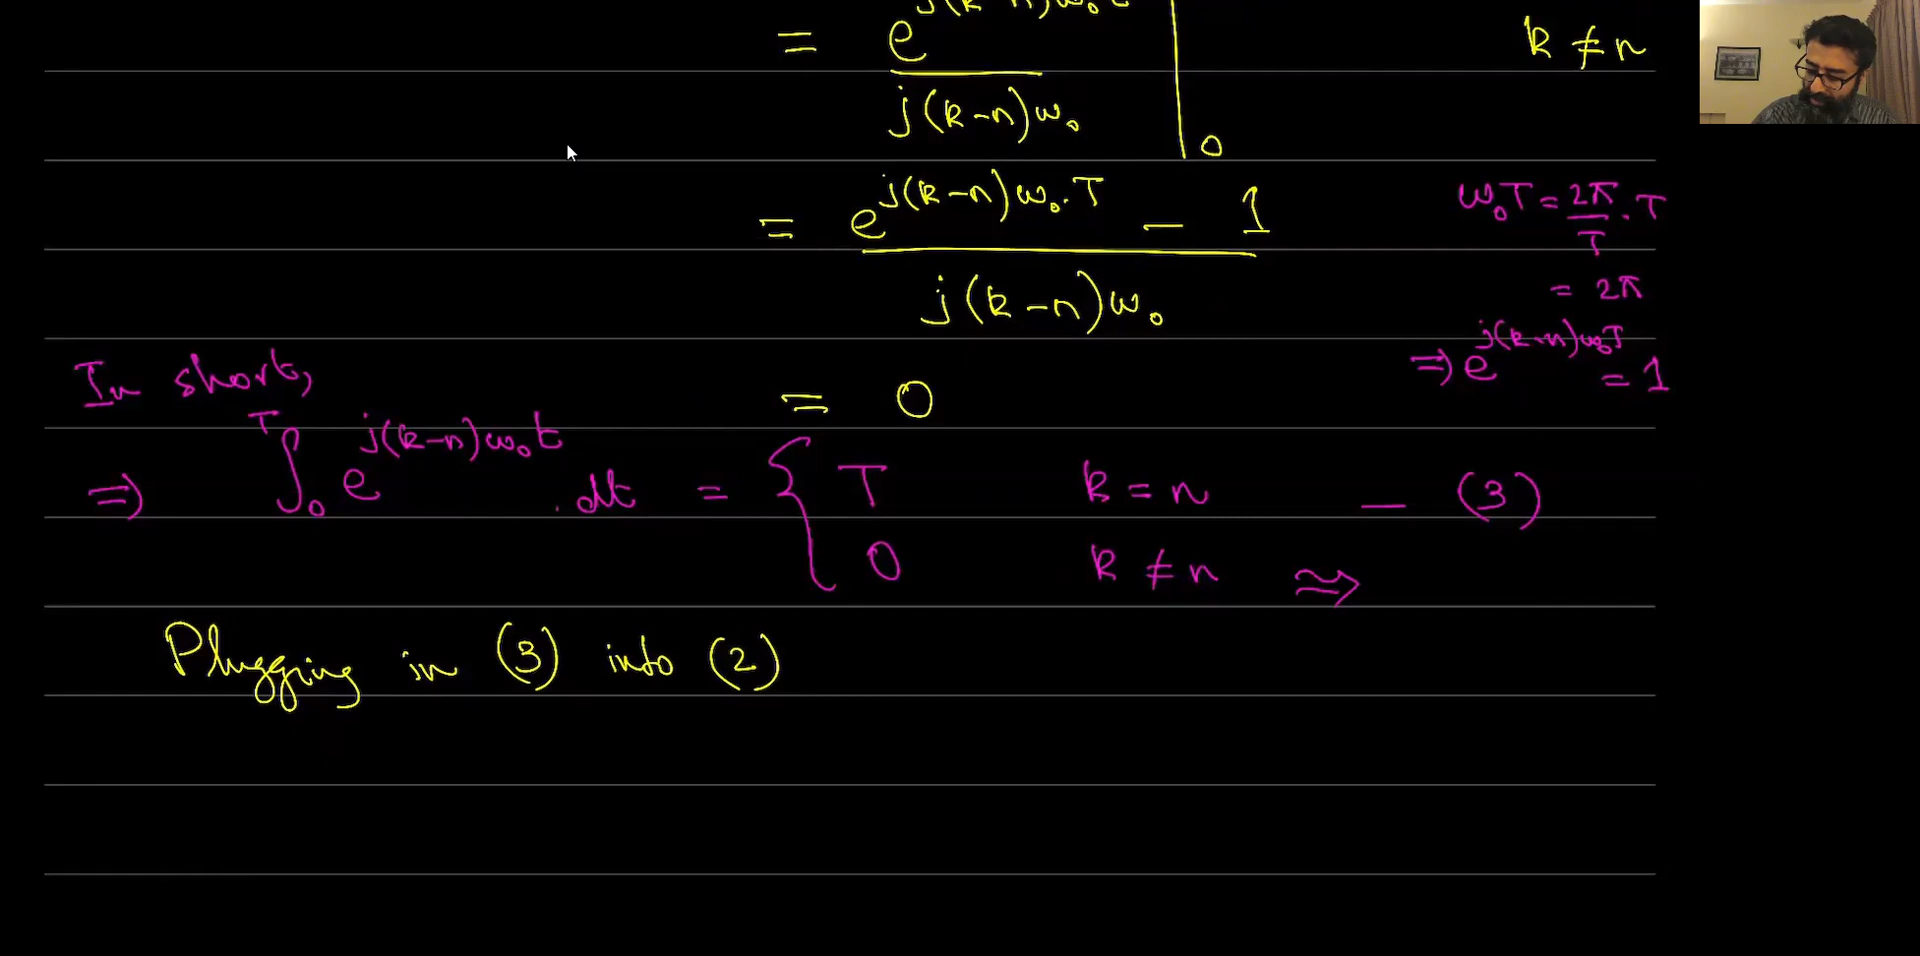 = e^{j(k-n)ω₀t} / j(k-n)ω₀ |₀ k ≠ n
= (e^{j(k-n)ω₀.T} - 1) / j(k-n)ω₀
ω₀T = 2π/T . T
= 2π
⇒ e^{j(k-n)ω₀T} = 1
= 0
In short,
⇒ ∫₀^T e^{j(k-n)ω₀t} . dt = { T k = n — (3)
0 k ≠ n
Plugging in (3) into (2)